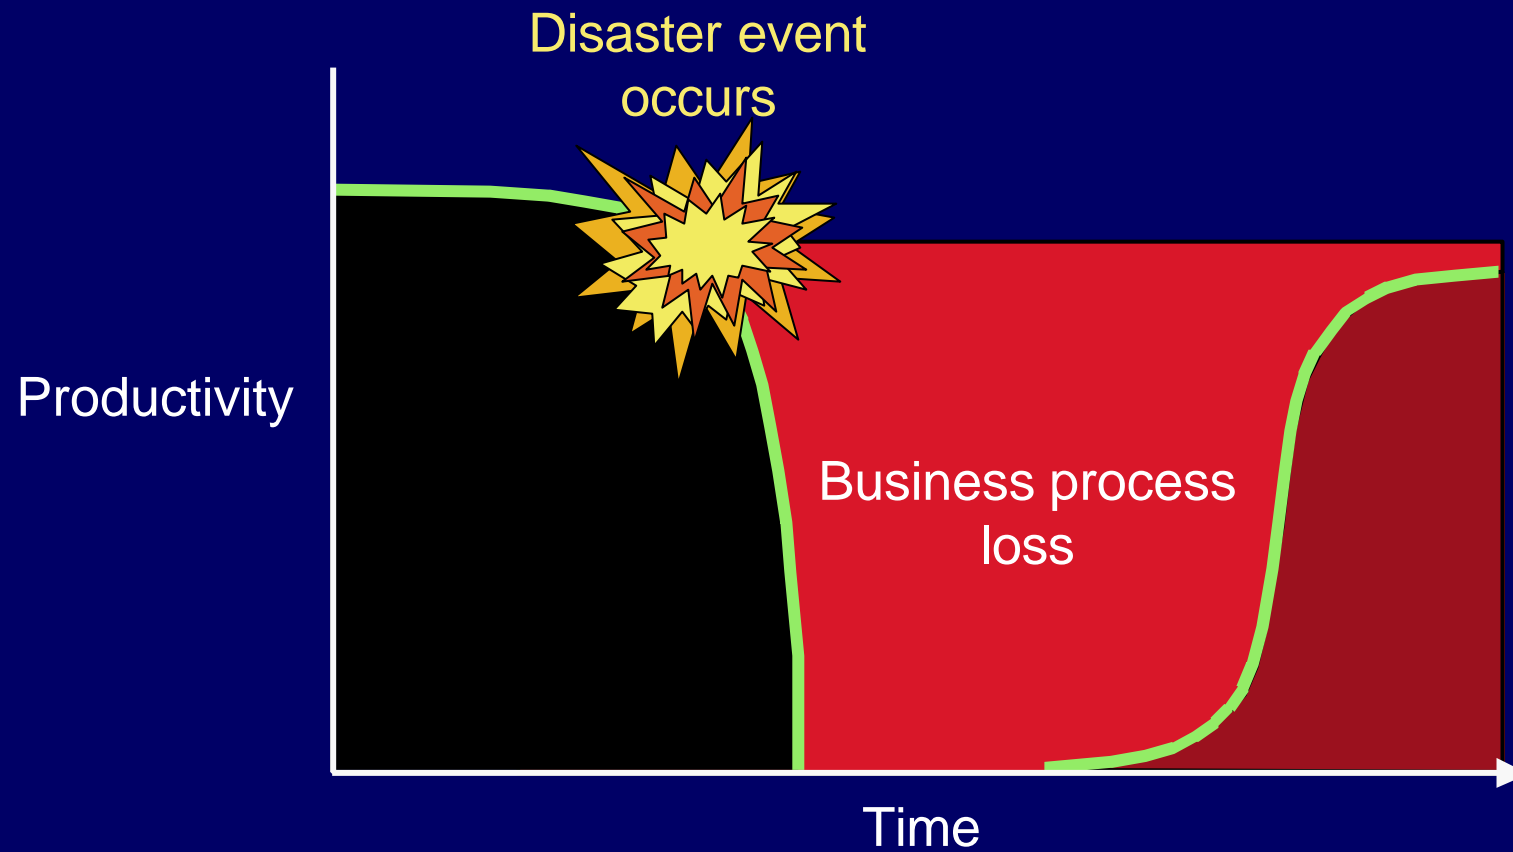 Disaster event
occurs
Productivity
Business process
loss
Time